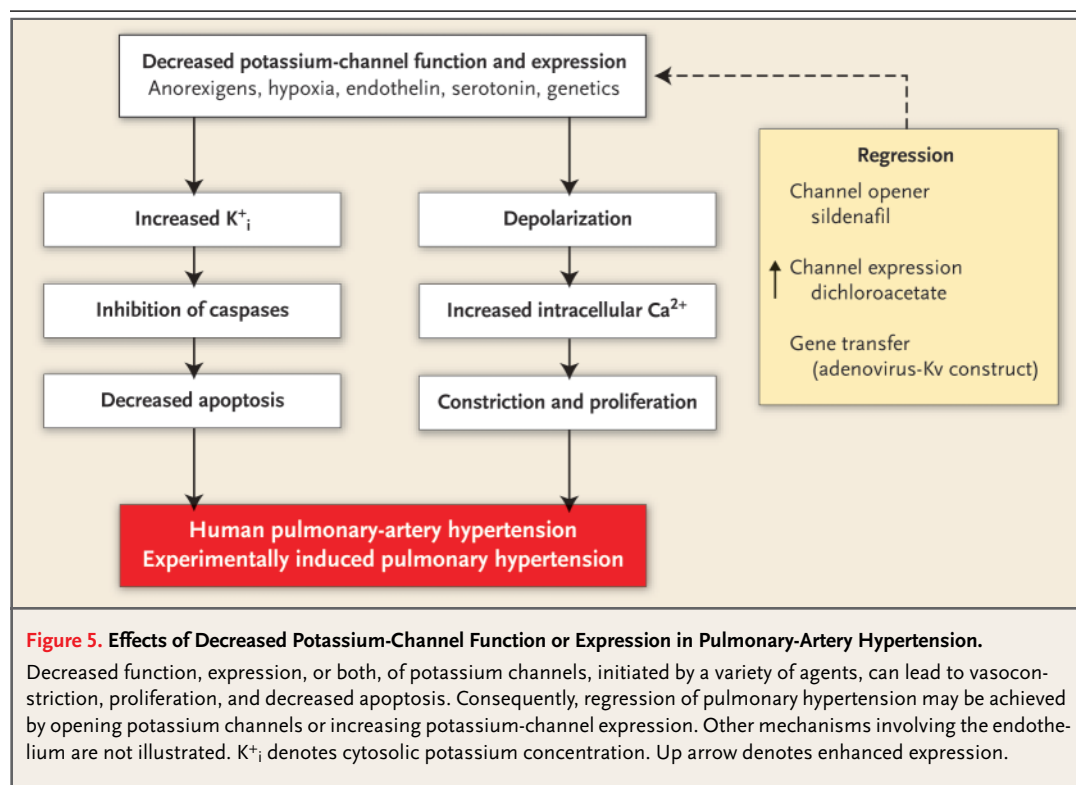 Decreased potassium-channel function and expression
Anorexigens, hypoxia, endothelin, serotonin, genetics
Increased K⁺ᵢ
Inhibition of caspases
Decreased apoptosis
Depolarization
Increased intracellular Ca²⁺
Constriction and proliferation
Human pulmonary-artery hypertension
Experimentally induced pulmonary hypertension
Regression
Channel opener
sildenafil
↑ Channel expression
dichloroacetate
Gene transfer
(adenovirus-Kv construct)
Figure 5. Effects of Decreased Potassium-Channel Function or Expression in Pulmonary-Artery Hypertension.
Decreased function, expression, or both, of potassium channels, initiated by a variety of agents, can lead to vasocon-
striction, proliferation, and decreased apoptosis. Consequently, regression of pulmonary hypertension may be achieved
by opening potassium channels or increasing potassium-channel expression. Other mechanisms involving the endothe-
lium are not illustrated. K⁺ᵢ denotes cytosolic potassium concentration. Up arrow denotes enhanced expression.